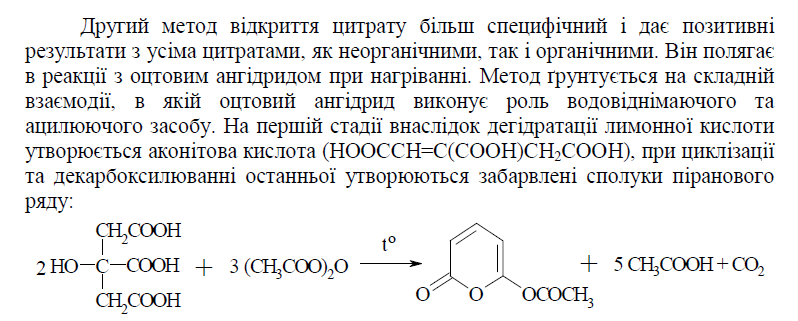 Другий метод відкриття цитрату більш специфічний і дає позитивні
результати з усіма цитратами, як неорганічними, так і органічними. Він полягає
в реакції з оцтовим ангідридом при нагріванні. Метод ґрунтується на складній
взаємодії, в якій оцтовий ангідрид виконує роль водовіднімаючого та
ацилюючого засобу. На першій стадії внаслідок дегідратації лимонної кислоти
утворюється аконітова кислота (HOOCCH=C(COOH)CH₂COOH), при циклізації
та декарбоксилюванні останньої утворюються забарвлені сполуки піранового
ряду:
CH₂COOH
2 HO–C–COOH + 3 (CH₃COO)₂O t° + 5 CH₃COOH + CO₂
CH₂COOH
O O OCOCH₃